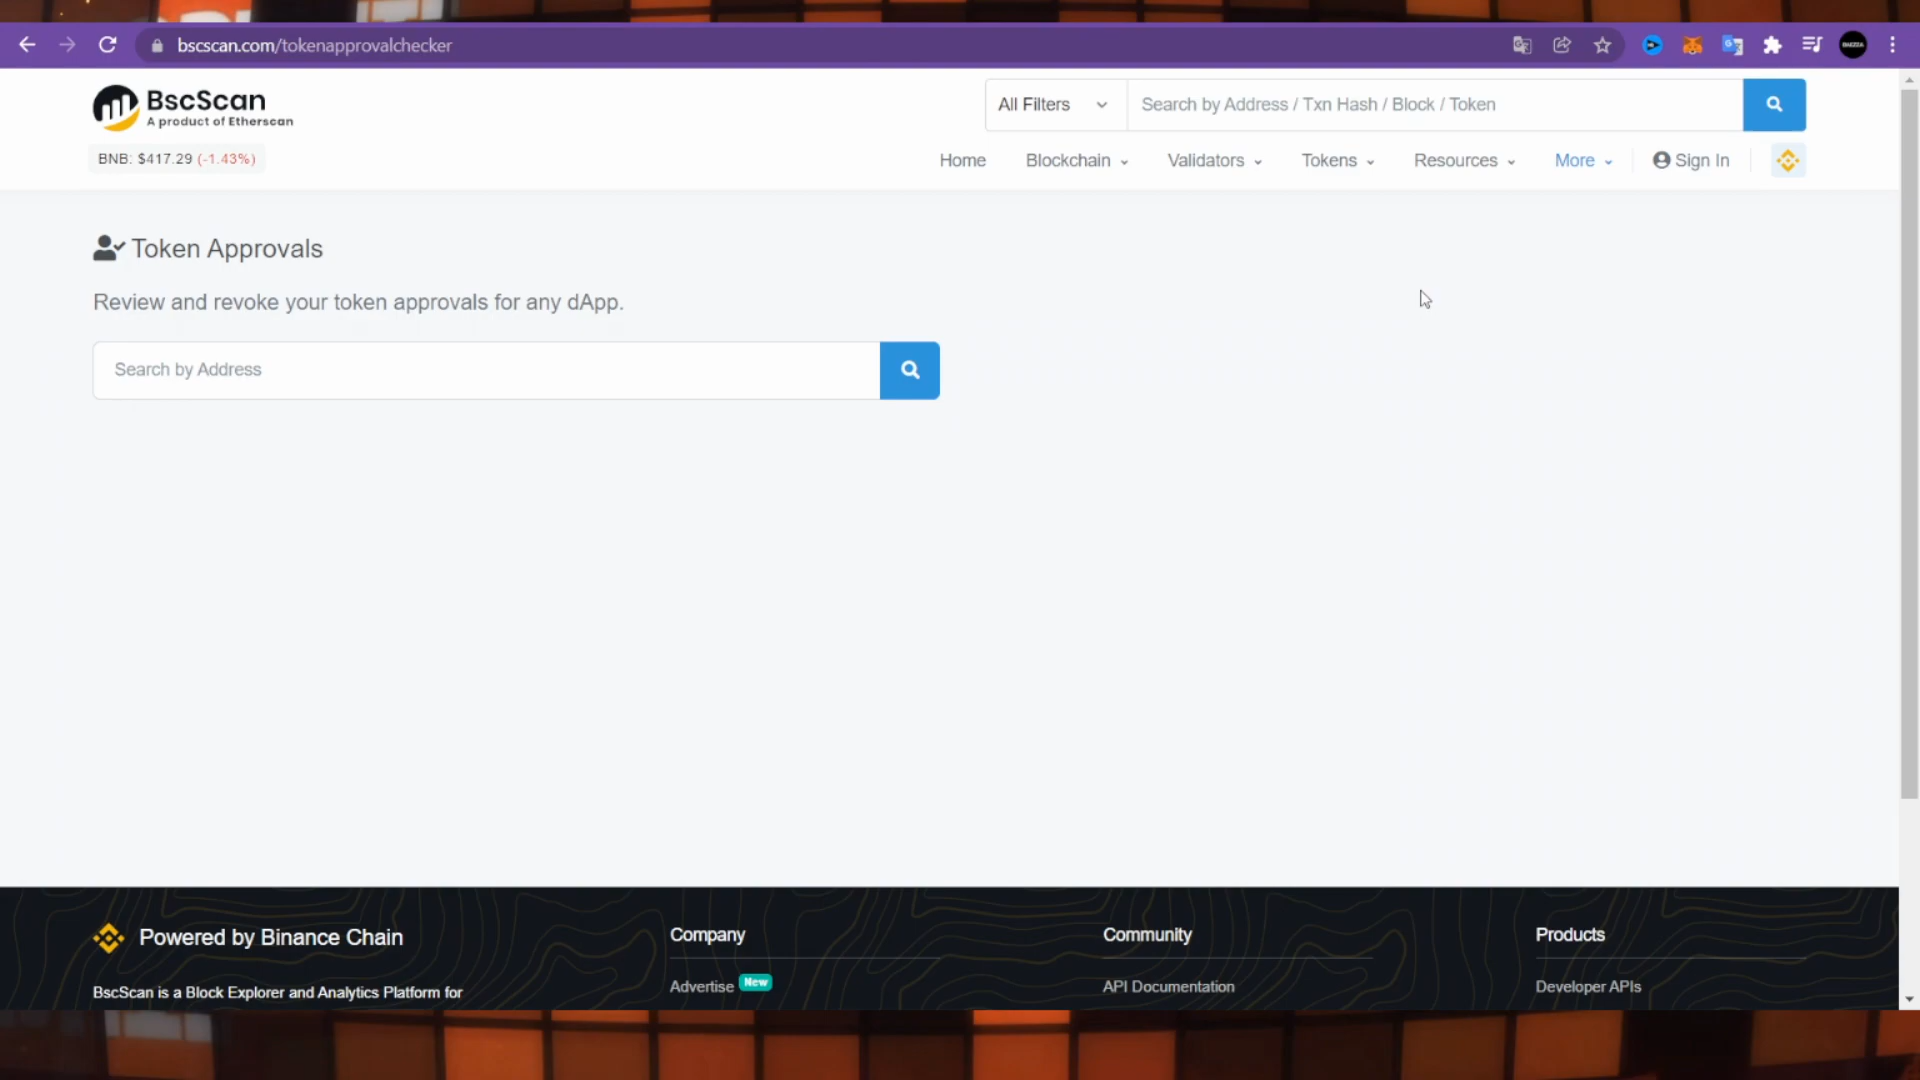 bscscan.com/tokenapprovalchecker
BscScan
A product of Etherscan
All Filters
Search by Address / Txn Hash / Block / Token
BNB: $417.29 (-1.43%)
Home
Blockchain
Validators
Tokens
Resources
More
Sign In
Token Approvals
Review and revoke your token approvals for any dApp.
Search by Address
Powered by Binance Chain
BscScan is a Block Explorer and Analytics Platform for
Company
Advertise New
Community
API Documentation
Products
Developer APIs